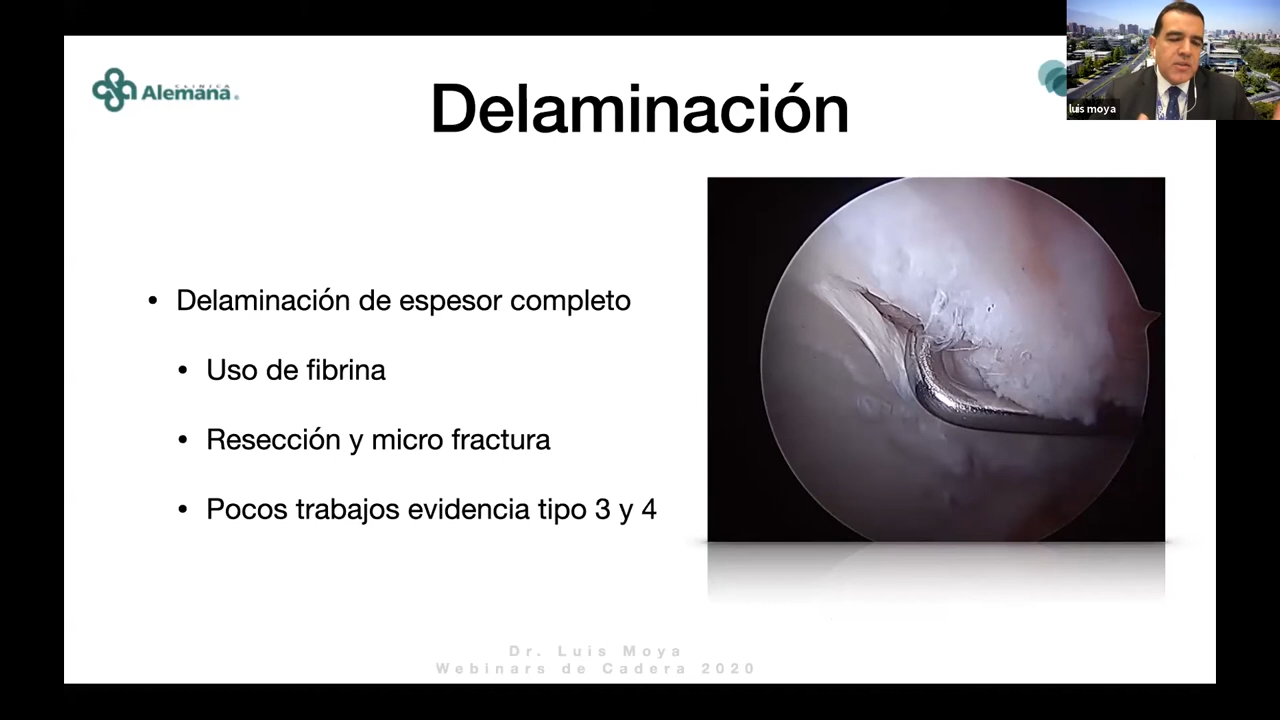 CLINICA
Alemana
luis moya
Delaminación
• Delaminación de espesor completo
• Uso de fibrina
• Resección y micro fractura
• Pocos trabajos evidencia tipo 3 y 4
Dr. Luis Moya
Webinars de Cadera 2020